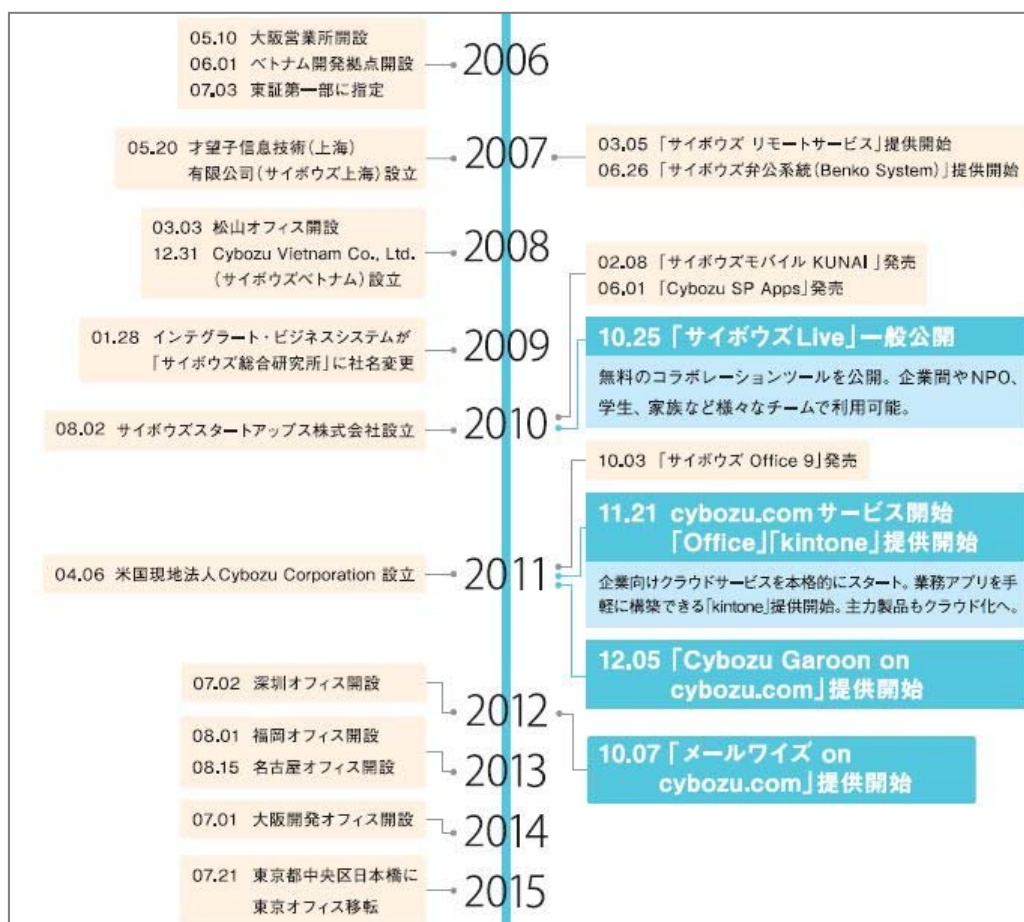 05.10 大阪営業所開設
06.01 ベトナム開発拠点開設
07.03 東証第一部に指定
2006
05.20 才望子信息技術(上海)
有限公司(サイボウズ上海)設立
2007
03.05 「サイボウズ リモートサービス」提供開始
06.26 「サイボウズ弁公系統(Benko System)」提供開始
03.03 松山オフィス開設
12.31 Cybozu Vietnam Co., Ltd.
(サイボウズベトナム)設立
2008
01.28 インテグラート・ビジネスシステムが
「サイボウズ総合研究所」に社名変更
2009
08.02 サイボウズスタートアップス株式会社設立
2010
02.08 「サイボウズモバイル KUNAI 」発売
06.01 「Cybozu SP Apps」発売
10.25 「サイボウズLive」一般公開
無料のコラボレーションツールを公開。企業間やNPO、
学生、家族など様々なチームで利用可能。
04.06 米国現地法人Cybozu Corporation 設立
2011
10.03 「サイボウズ Office 9」発売
11.21 cybozu.comサービス開始
「Office」「kintone」提供開始
企業向けクラウドサービスを本格的にスタート。業務アプリを手
軽に構築できる「kintone」提供開始。主力製品もクラウド化へ。
12.05 「Cybozu Garoon on
cybozu.com」提供開始
07.02 深圳オフィス開設
2012
10.07 「メールワイズ on
cybozu.com」提供開始
08.01 福岡オフィス開設
08.15 名古屋オフィス開設
2013
07.01 大阪開発オフィス開設
2014
07.21 東京都中央区日本橋に
東京オフィス移転
2015